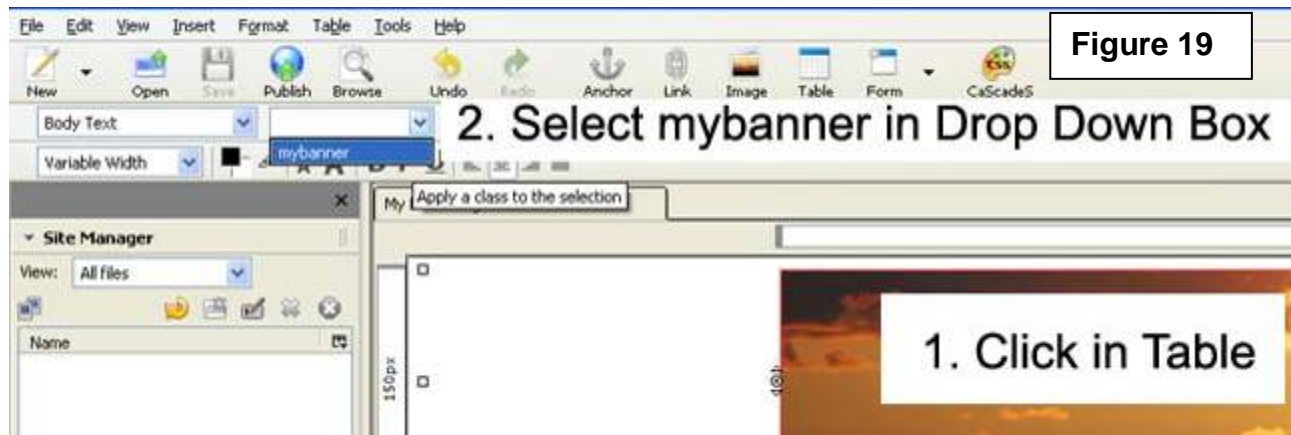 File Edit View Insert Format Table Tools Help
Figure 19
New Open Save Publish Browse Undo Redo Anchor Link Image Table Form CaScadeS
Body Text
2. Select mybanner in Drop Down Box
Variable Width mybanner
My
Apply a class to the selection
Site Manager
View: All files
1. Click in Table
Name
150px